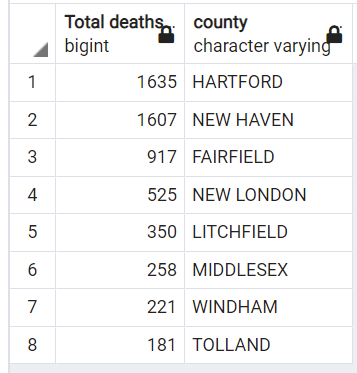 Total deaths county
bigint character varying
1 1635 HARTFORD
2 1607 NEW HAVEN
3 917 FAIRFIELD
4 525 NEW LONDON
5 350 LITCHFIELD
6 258 MIDDLESEX
7 221 WINDHAM
8 181 TOLLAND